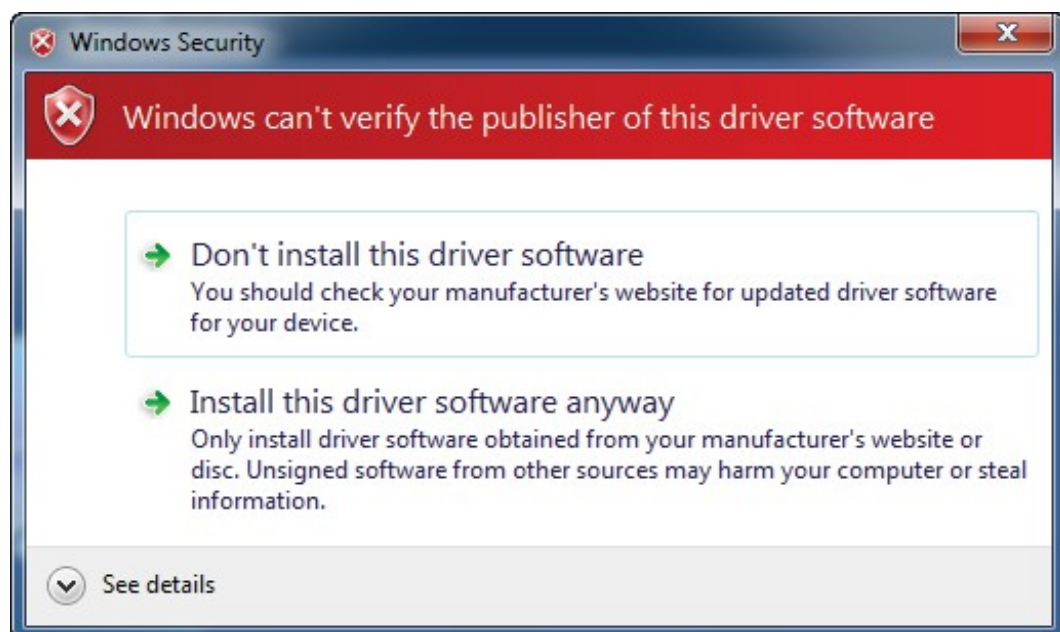 Windows Security
Windows can't verify the publisher of this driver software
Don't install this driver software
You should check your manufacturer's website for updated driver software
for your device.
Install this driver software anyway
Only install driver software obtained from your manufacturer's website or
disc. Unsigned software from other sources may harm your computer or steal
information.
See details